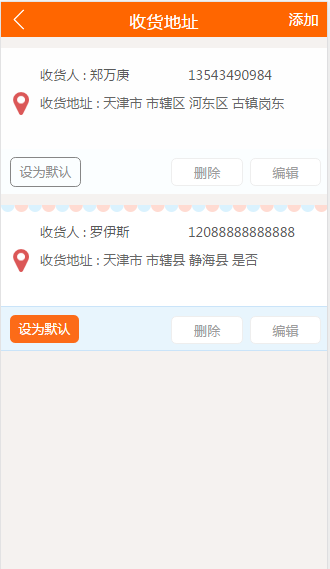 收货地址 添加
收货人：郑万庚 13543490984
收货地址：天津市 市辖区 河东区 古镇岗东
设为默认 删除 编辑
收货人：罗伊斯 12088888888888
收货地址：天津市 市辖县 静海县 是否
设为默认 删除 编辑